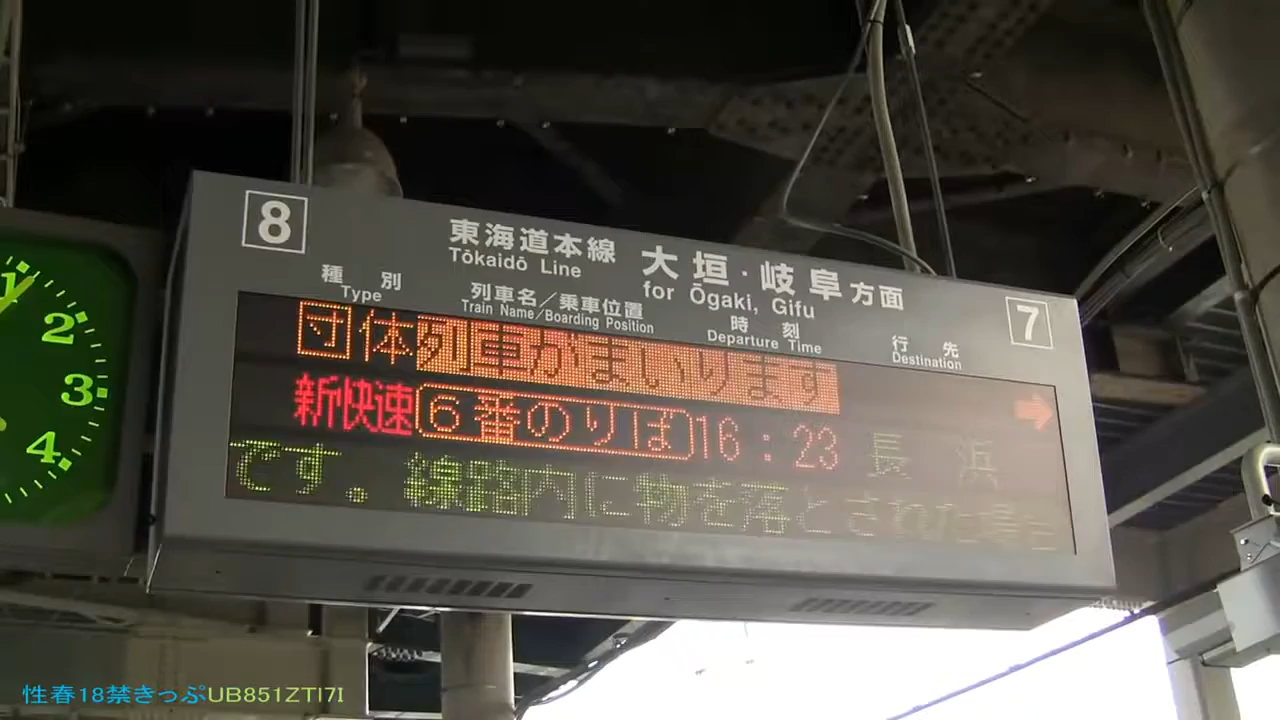 8
東海道本線 大垣・岐阜方面
Tōkaidō Line for Ōgaki, Gifu
7
種別 列車名／乗車位置 時刻 行先
Type Train Name/Boarding Position Departure Time Destination
団体列車がまいります →
新快速 6番のりば 16:23 長浜
です。線路内に物を落とされた場合
1
2
3
4
性春18禁きっぷUB851ZTI7I